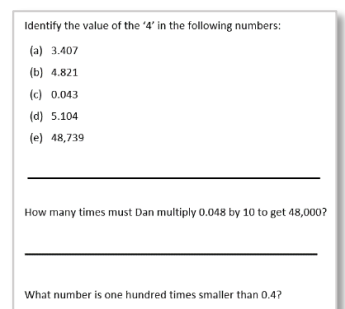 Identify the value of the ‘4’ in the following numbers:
(a) 3.407
(b) 4.821
(c) 0.043
(d) 5.104
(e) 48,739
How many times must Dan multiply 0.048 by 10 to get 48,000?
What number is one hundred times smaller than 0.4?